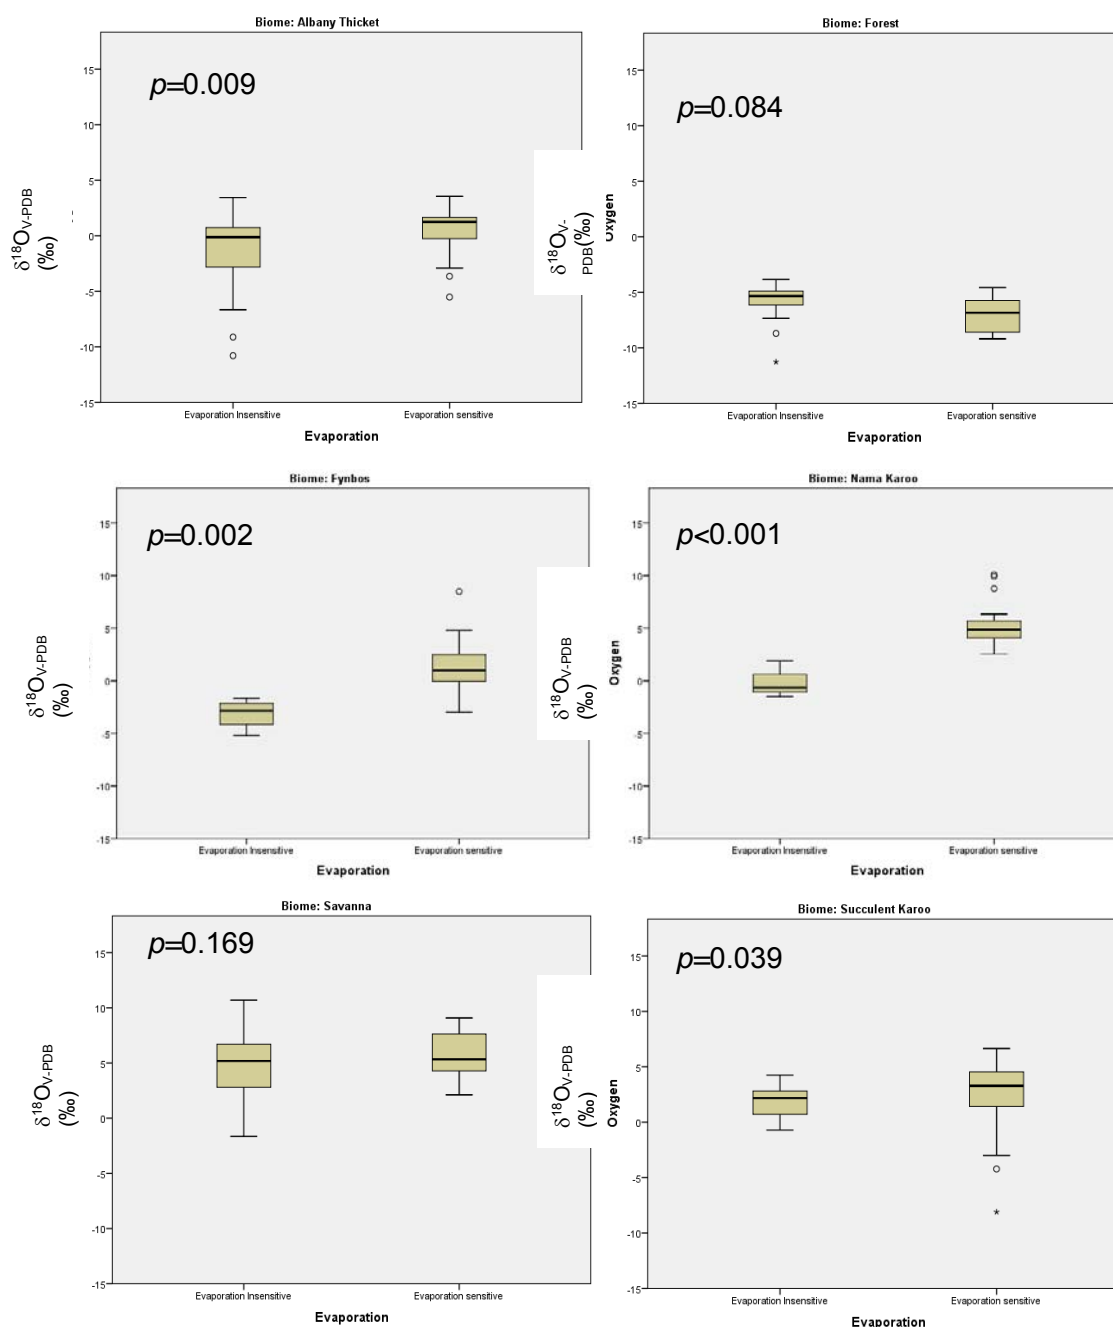 Biome: Albany Thicket
p=0.009
δ18OV-PDB
(‰)
15
10
5
0
-5
-10
-15
Evaporation Insensitive
Evaporation sensitive
Evaporation
Biome: Forest
p=0.084
δ18OV-
PDB(‰)
Oxygen
15
10
5
0
-5
-10
-15
Evaporation Insensitive
Evaporation sensitive
Evaporation
Biome: Fynbos
p=0.002
δ18OV-PDB
(‰)
15
10
5
0
-5
-10
-15
Evaporation Insensitive
Evaporation sensitive
Evaporation
Biome: Nama Karoo
p<0.001
δ18OV-PDB
(‰)
Oxygen
15
10
5
0
-5
-10
-15
Evaporation Insensitive
Evaporation sensitive
Evaporation
Biome: Savanna
p=0.169
δ18OV-PDB
(‰)
15
10
5
0
-5
-10
-15
Evaporation Insensitive
Evaporation sensitive
Evaporation
Biome: Succulent Karoo
p=0.039
δ18OV-PDB
(‰)
Oxygen
15
10
5
0
-5
-10
-15
Evaporation Insensitive
Evaporation sensitive
Evaporation